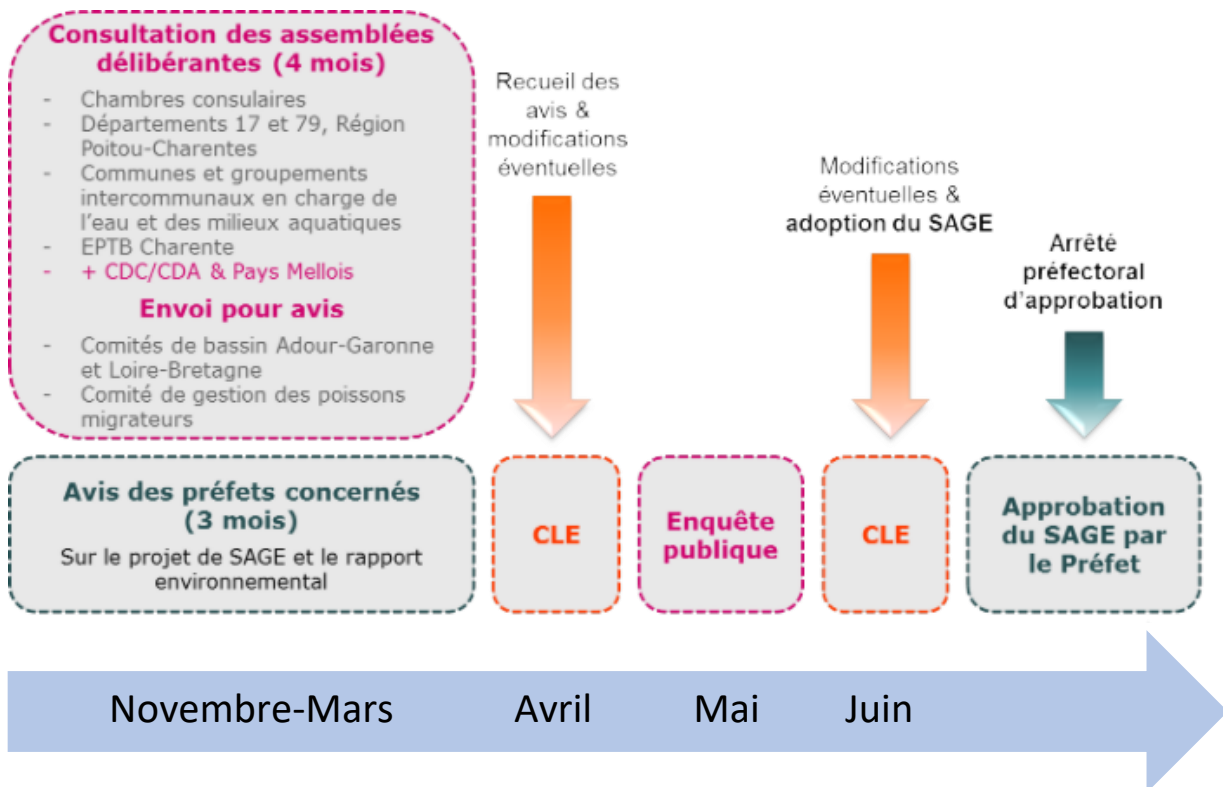 Consultation des assemblées
délibérantes (4 mois)
- Chambres consulaires
- Départements 17 et 79, Région
Poitou-Charentes
- Communes et groupements
intercommunaux en charge de
l'eau et des milieux aquatiques
- EPTB Charente
- + CDC/CDA & Pays Mellois
Envoi pour avis
- Comités de bassin Adour-Garonne
et Loire-Bretagne
- Comité de gestion des poissons
migrateurs
Recueil des
avis &
modifications
éventuelles
Modifications
éventuelles &
adoption du SAGE
Arrêté
préfectoral
d'approbation
Avis des préfets concernés
(3 mois)
Sur le projet de SAGE et le rapport
environnemental
CLE
Enquête
publique
CLE
Approbation
du SAGE par
le Préfet
Novembre-Mars
Avril
Mai
Juin